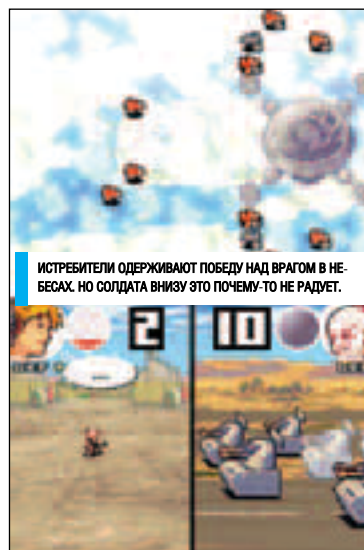 ИСТРЕБИТЕЛИ ОДЕРЖИВАЮТ ПОБЕДУ НАД ВРАГОМ В НЕ-
БЕСАХ. НО СОЛДАТА ВНИЗУ ЭТО ПОЧЕМУ-ТО НЕ РАДУЕТ.
2 10